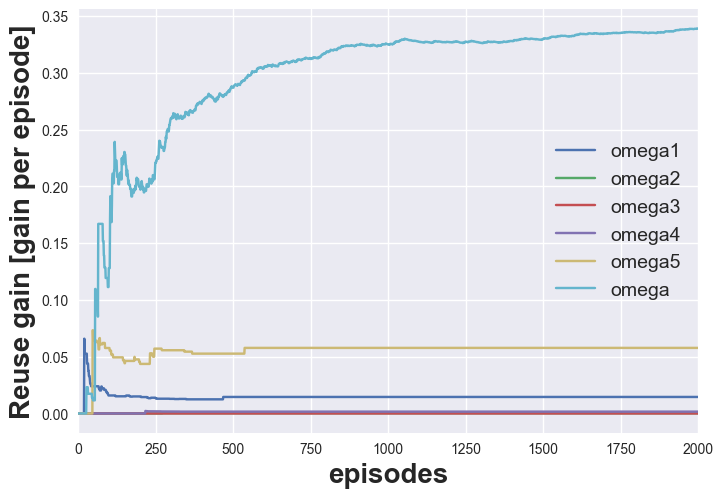 Reuse gain [gain per episode]
0.35
0.30
0.25
0.20
0.15
0.10
0.05
0.00
omega1
omega2
omega3
omega4
omega5
omega
0 250 500 750 1000 1250 1500 1750 2000
episodes